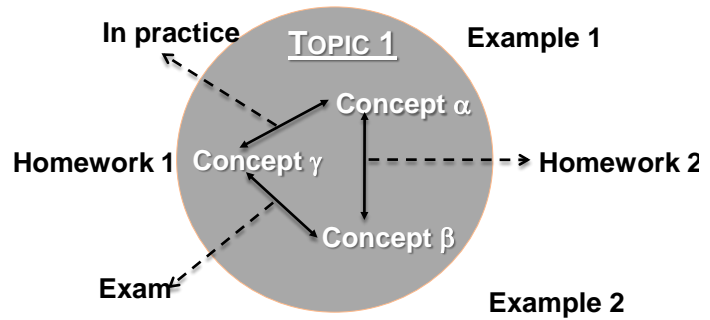 In practice
TOPIC 1
Example 1
Concept α
Homework 1
Concept γ
Homework 2
Concept β
Exam
Example 2